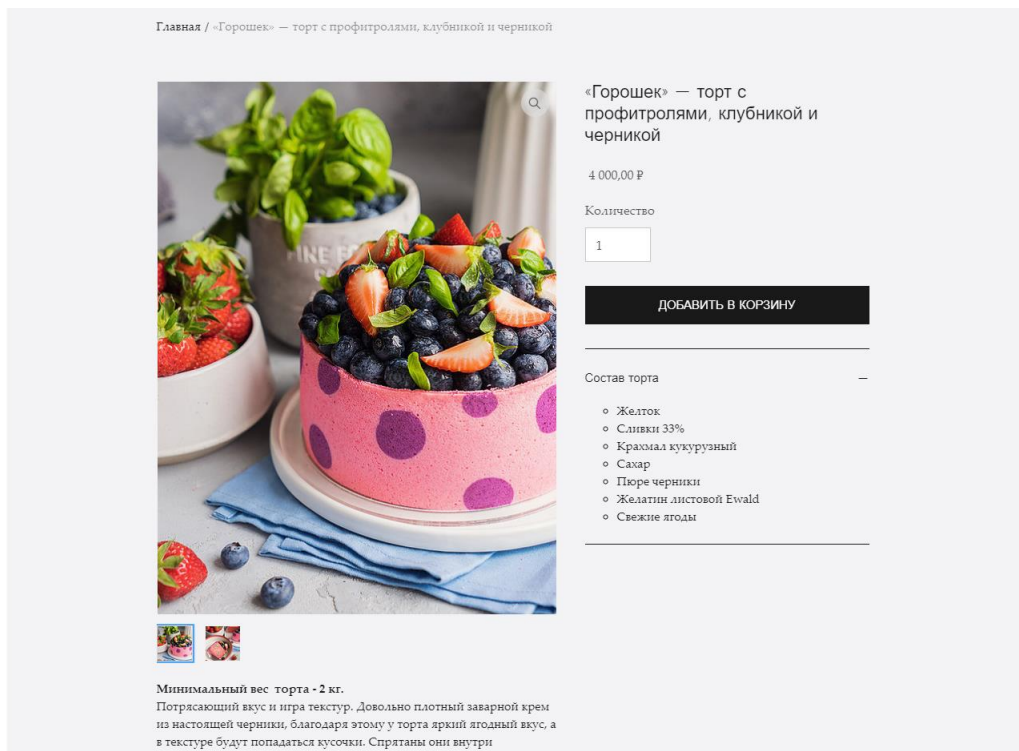 Главная / «Горошек» — торт с профитролями, клубникой и черникой
«Горошек» — торт с
профитролями, клубникой и
черникой
4 000,00 ₽
Количество
1
ДОБАВИТЬ В КОРЗИНУ
Состав торта —
Желток
Сливки 33%
Крахмал кукурузный
Сахар
Пюре черники
Желатин листовой Ewald
Свежие ягоды
Минимальный вес торта - 2 кг.
Потрясающий вкус и игра текстур. Довольно плотный заварной крем
из настоящей черники, благодаря этому у торта яркий ягодный вкус, а
в текстуре будут попадаться кусочки. Спрятаны они внутри